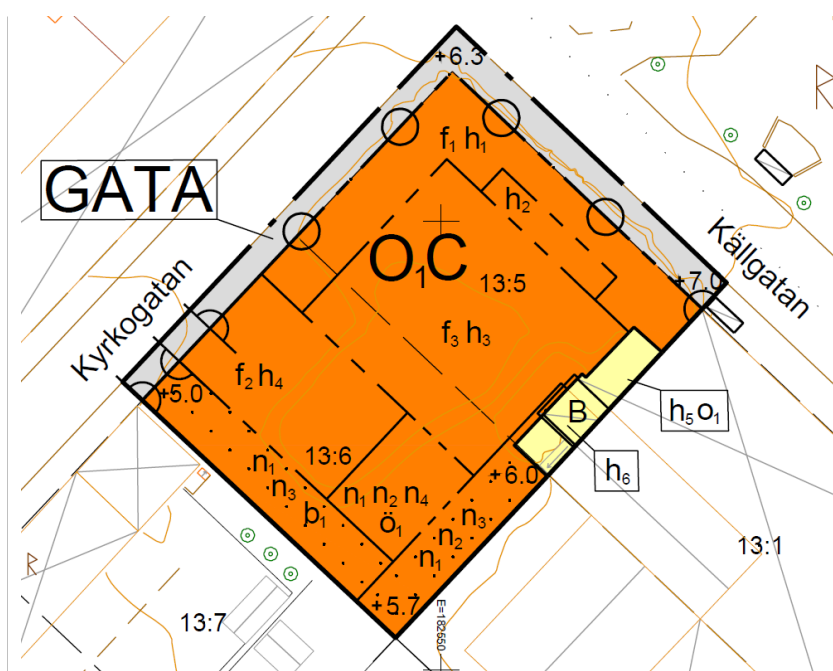 +6.3
f₁ h₁
GATA
h₂
O₁C
13:5
Källgatan
+7.0
Kyrkogatan
f₃ h₃
f₂ h₄
+5.0
B
h₅ o₁
h₆
13:6
n₁
n₃
b₁
n₁ n₂ n₄
ö₁
+6.0
n₃
n₂
n₁
13:1
+5.7
13:7
E=182550
R
R